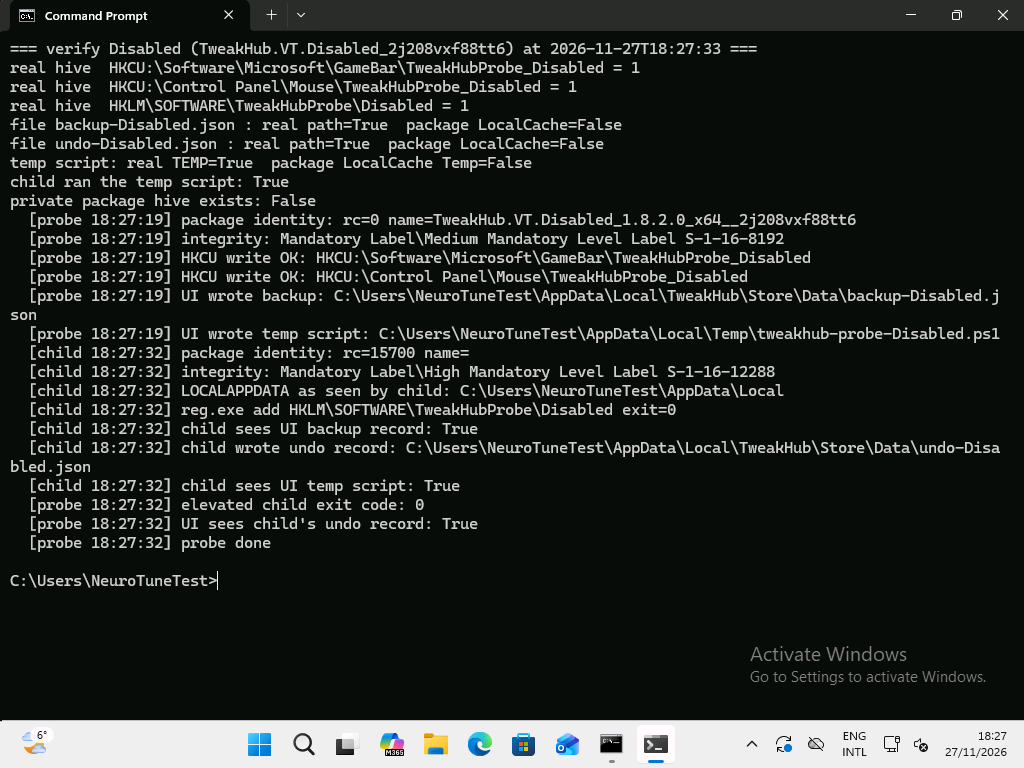 Command Prompt
=== verify Disabled (TweakHub.VT.Disabled_2j208vxf88tt6) at 2026-11-27T18:27:33 ===
real hive  HKCU:\Software\Microsoft\GameBar\TweakHubProbe_Disabled = 1
real hive  HKCU:\Control Panel\Mouse\TweakHubProbe_Disabled = 1
real hive  HKLM\SOFTWARE\TweakHubProbe\Disabled = 1
file backup-Disabled.json : real path=True  package LocalCache=False
file undo-Disabled.json : real path=True  package LocalCache=False
temp script: real TEMP=True  package LocalCache Temp=False
child ran the temp script: True
private package hive exists: False
  [probe 18:27:19] package identity: rc=0 name=TweakHub.VT.Disabled_1.8.2.0_x64__2j208vxf88tt6
  [probe 18:27:19] integrity: Mandatory Label\Medium Mandatory Level Label S-1-16-8192
  [probe 18:27:19] HKCU write OK: HKCU:\Software\Microsoft\GameBar\TweakHubProbe_Disabled
  [probe 18:27:19] HKCU write OK: HKCU:\Control Panel\Mouse\TweakHubProbe_Disabled
  [probe 18:27:19] UI wrote backup: C:\Users\NeuroTuneTest\AppData\Local\TweakHub\Store\Data\backup-Disabled.j
son
  [probe 18:27:19] UI wrote temp script: C:\Users\NeuroTuneTest\AppData\Local\Temp\tweakhub-probe-Disabled.ps1
  [child 18:27:32] package identity: rc=15700 name=
  [child 18:27:32] integrity: Mandatory Label\High Mandatory Level Label S-1-16-12288
  [child 18:27:32] LOCALAPPDATA as seen by child: C:\Users\NeuroTuneTest\AppData\Local
  [child 18:27:32] reg.exe add HKLM\SOFTWARE\TweakHubProbe\Disabled exit=0
  [child 18:27:32] child sees UI backup record: True
  [child 18:27:32] child wrote undo record: C:\Users\NeuroTuneTest\AppData\Local\TweakHub\Store\Data\undo-Disa
bled.json
  [child 18:27:32] child sees UI temp script: True
  [probe 18:27:32] elevated child exit code: 0
  [probe 18:27:32] UI sees child's undo record: True
  [probe 18:27:32] probe done
C:\Users\NeuroTuneTest>
Activate Windows
Go to Settings to activate Windows.
6°
M365
ENG
INTL
18:27
27/11/2026